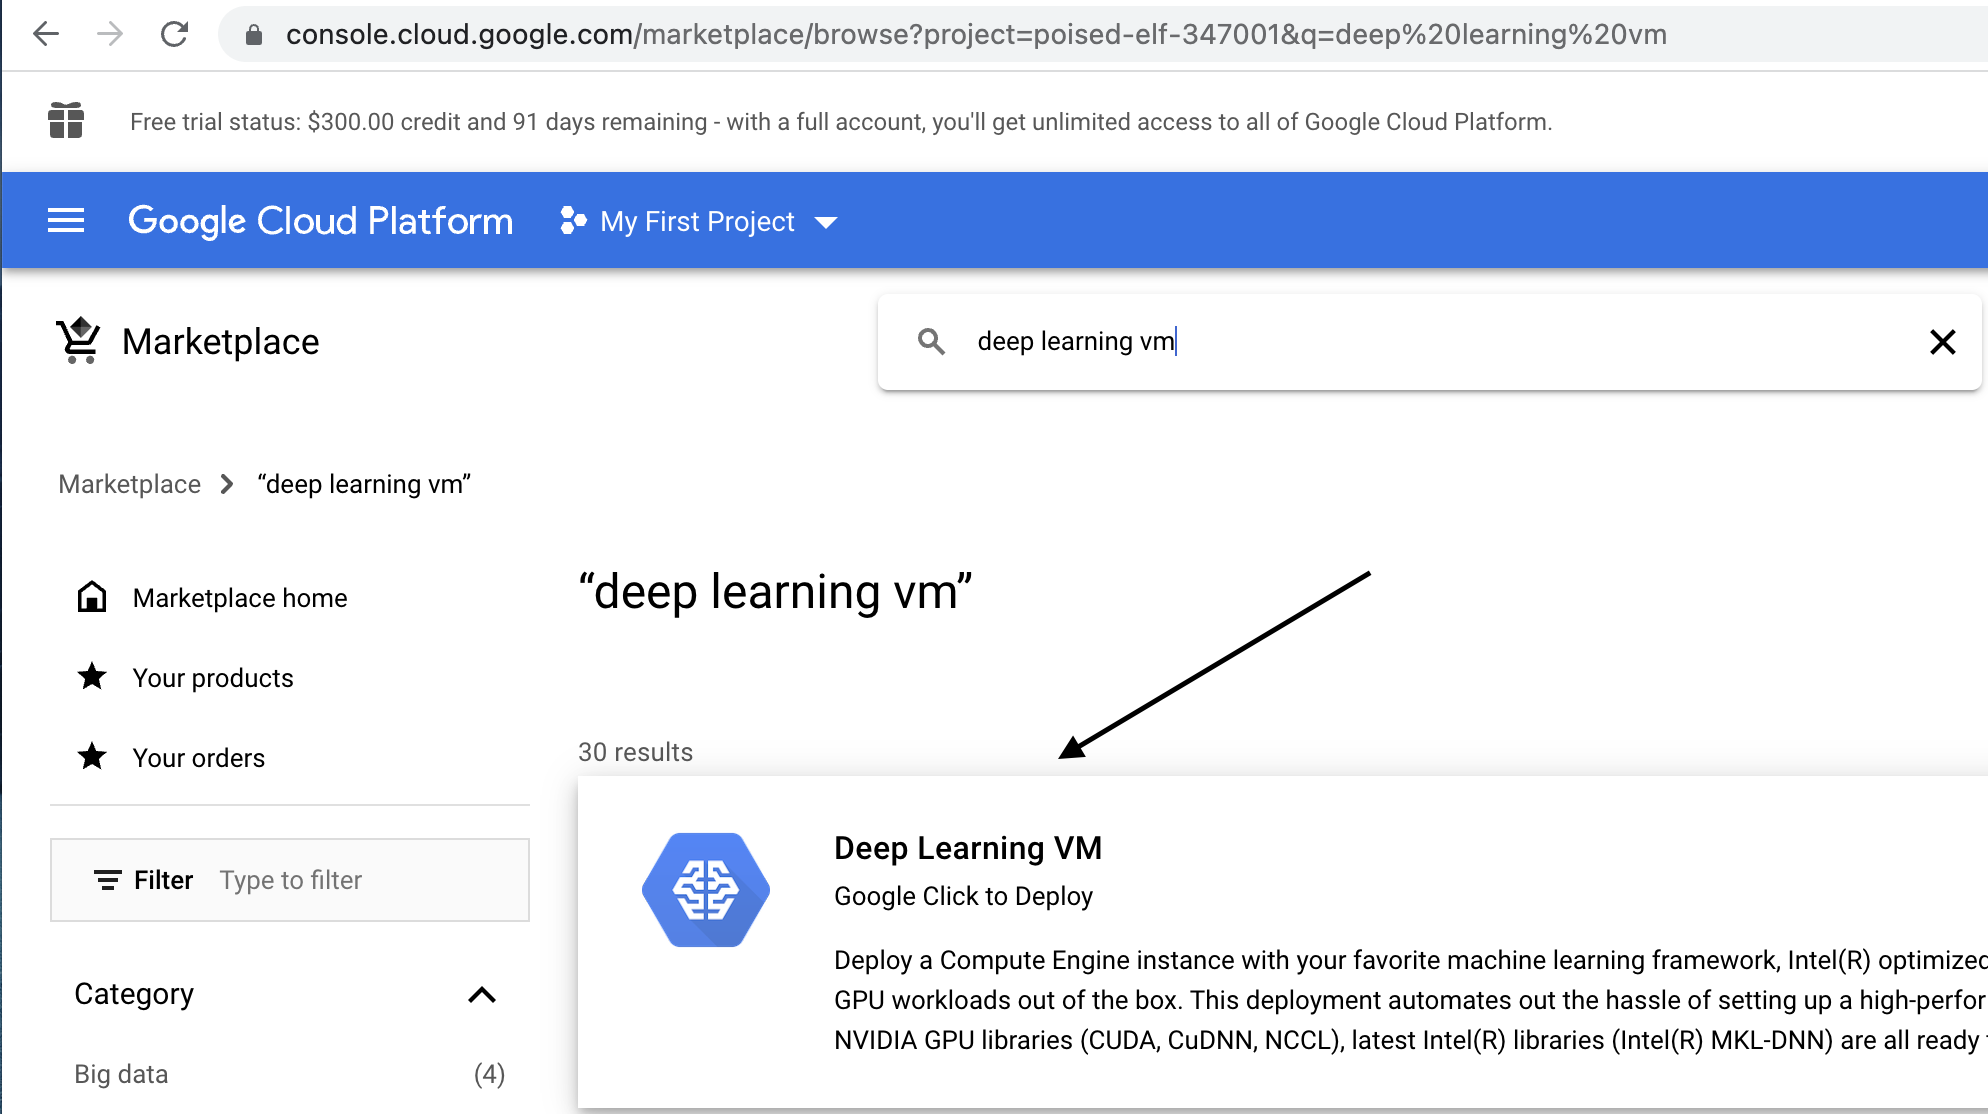 console.cloud.google.com/marketplace/browse?project=poised-elf-347001&q=deep%20learning%20vm
Free trial status: $300.00 credit and 91 days remaining - with a full account, you'll get unlimited access to all of Google Cloud Platform.
Google Cloud Platform My First Project
Marketplace
deep learning vm
Marketplace > “deep learning vm”
Marketplace home
Your products
Your orders
Filter Type to filter
Category
Big data (4)
“deep learning vm”
30 results
Deep Learning VM
Google Click to Deploy
Deploy a Compute Engine instance with your favorite machine learning framework, Intel(R) optimized
GPU workloads out of the box. This deployment automates out the hassle of setting up a high-perfor
NVIDIA GPU libraries (CUDA, CuDNN, NCCL), latest Intel(R) libraries (Intel(R) MKL-DNN) are all ready